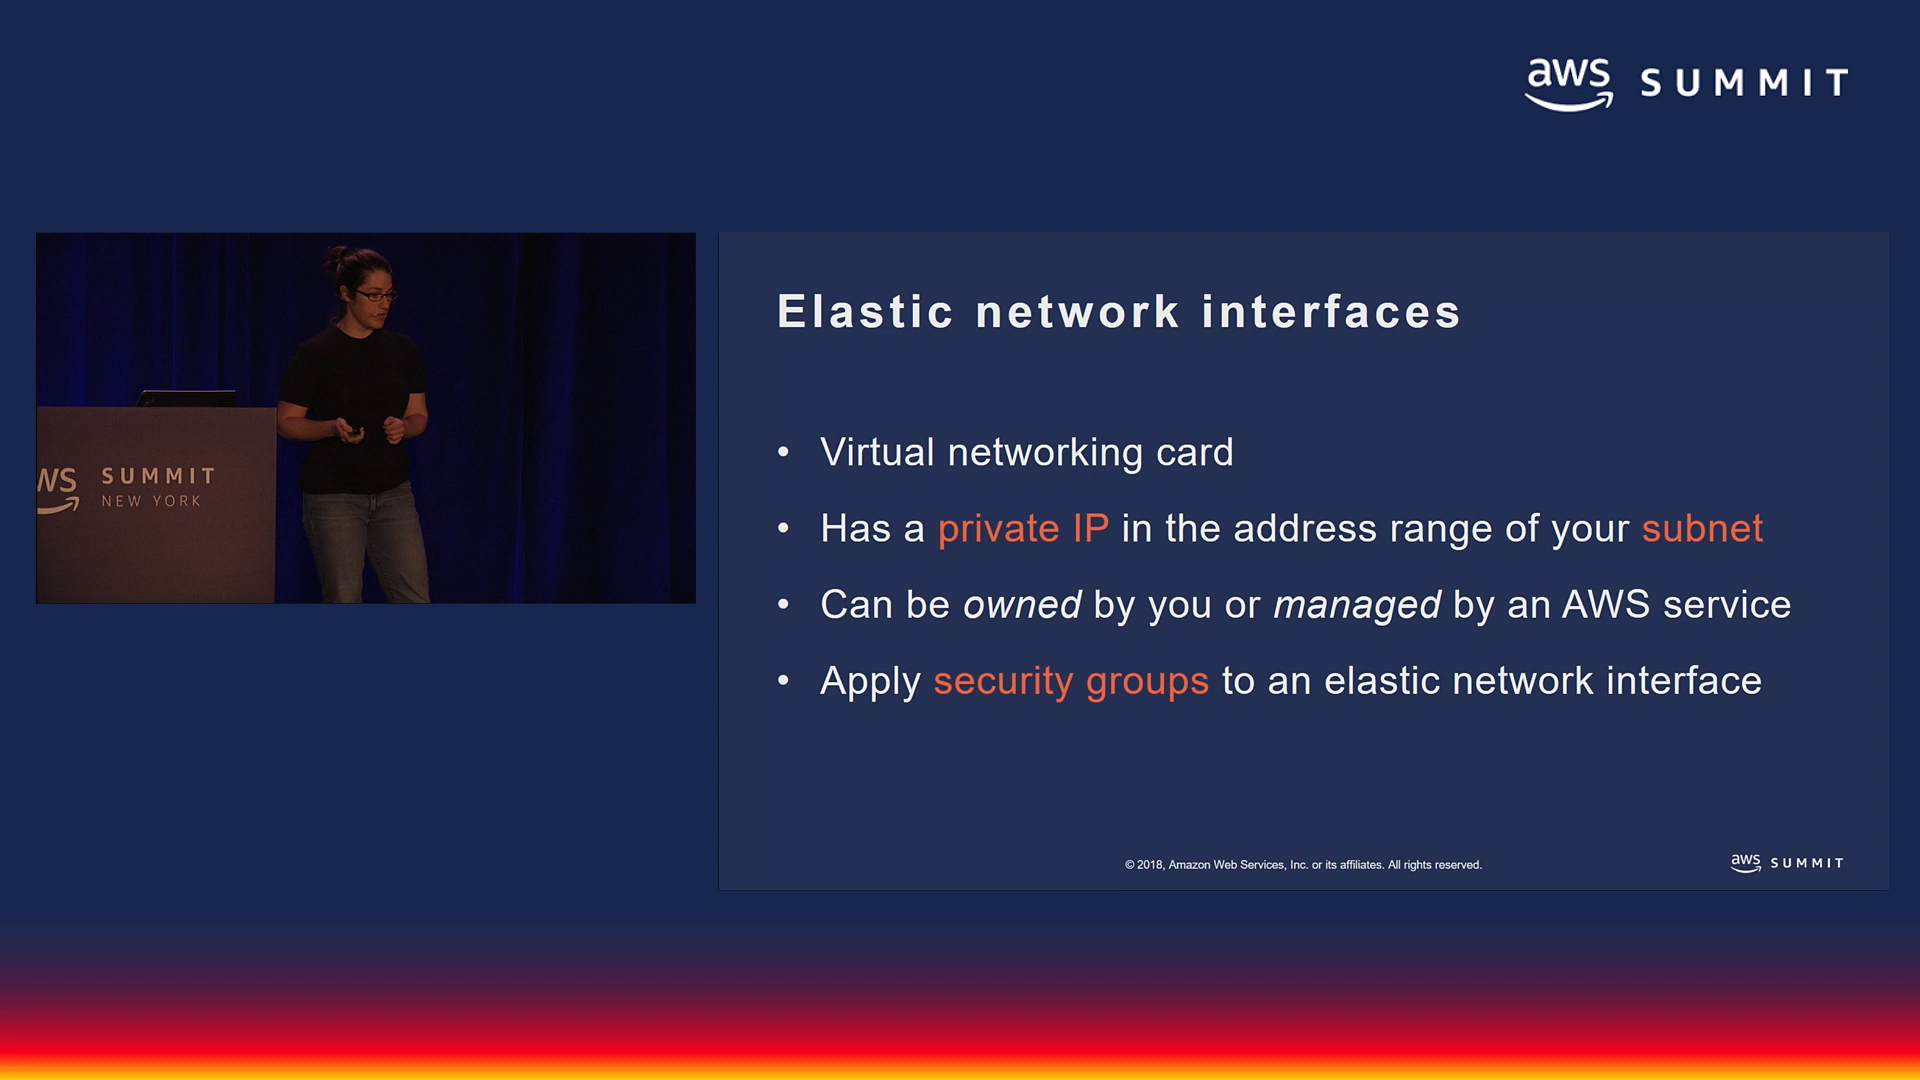 aws SUMMIT
WS SUMMIT
NEW YORK
Elastic network interfaces
• Virtual networking card
• Has a private IP in the address range of your subnet
• Can be owned by you or managed by an AWS service
• Apply security groups to an elastic network interface
© 2018, Amazon Web Services, Inc. or its affiliates. All rights reserved.
aws SUMMIT